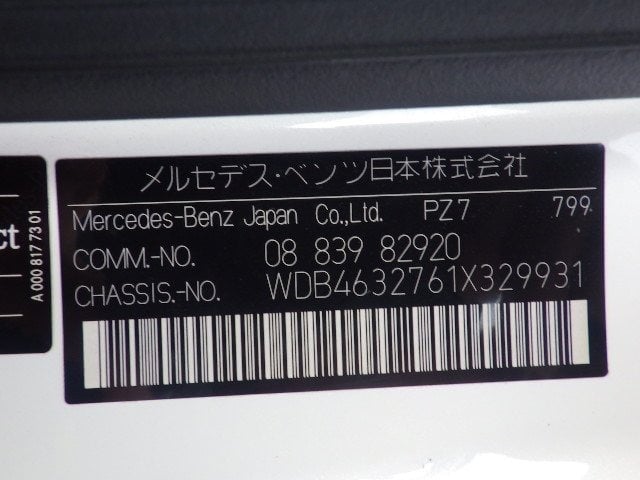 メルセデス・ベンツ日本株式会社
Mercedes-Benz Japan Co.,Ltd. PZ7 799
COMM.-NO. 08 839 82920
CHASSIS.-NO. WDB4632761X329931
ct
A 000 817 73 01